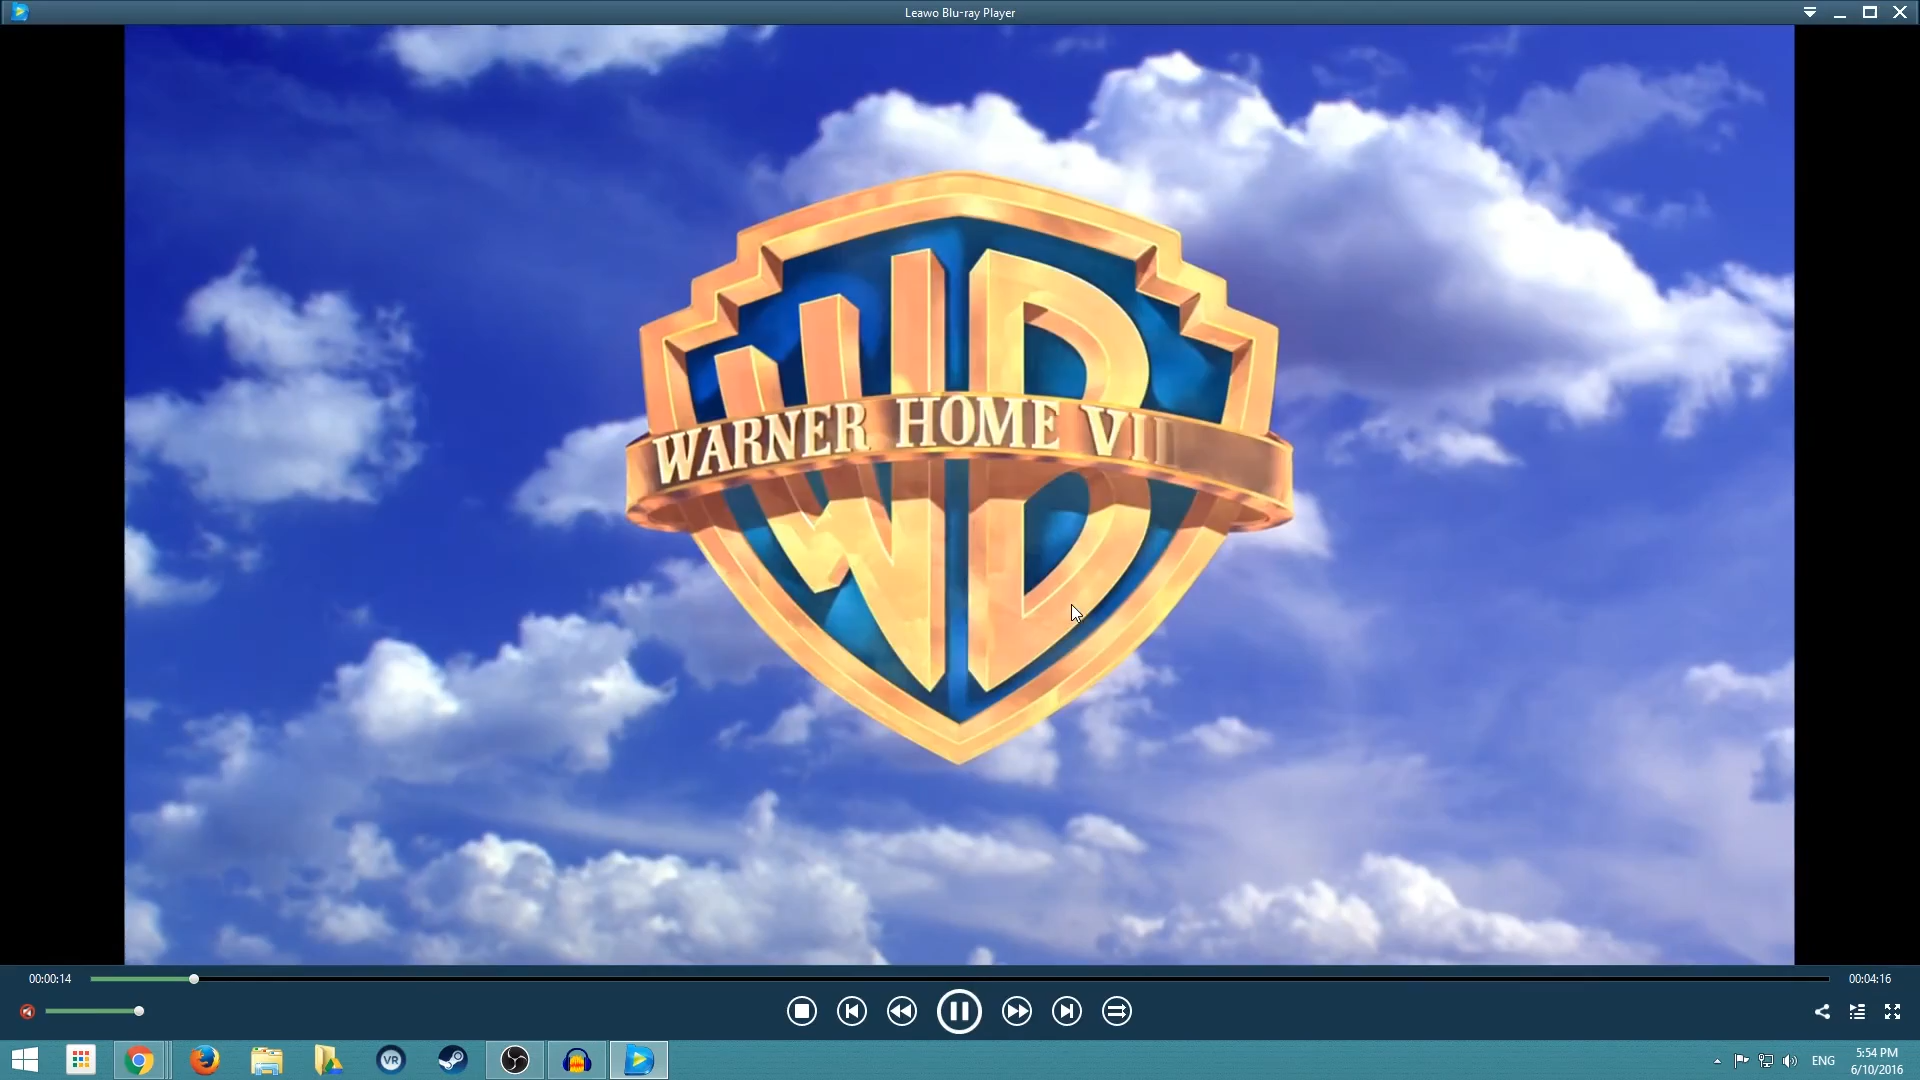 Leawo Blu-ray Player
WARNER HOME VI
00:00:14
00:04:16
VR
ENG
5:54 PM
6/10/2016